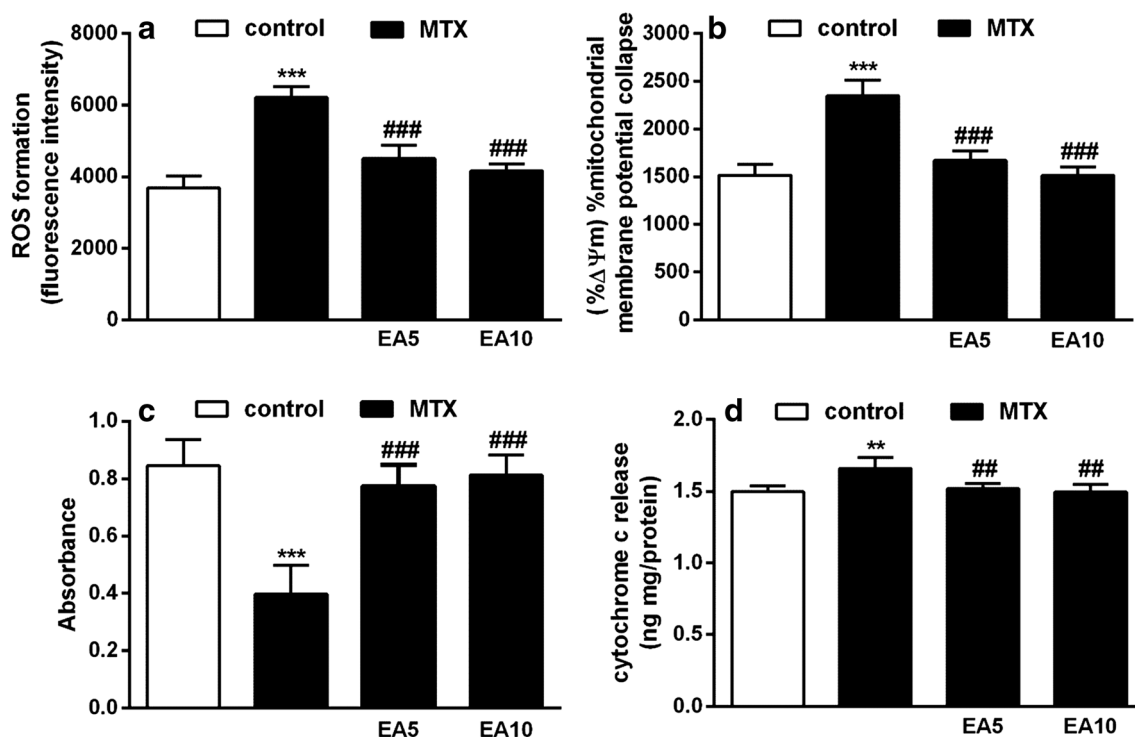 a
control
MTX
ROS formation
(fluorescence intensity)
8000
6000
4000
2000
0
***
###
###
EA5
EA10
b
control
MTX
(%ΔΨm) %mitochondrial
membrane potential collapse
3000
2500
2000
1500
1000
500
0
***
###
###
EA5
EA10
c
control
MTX
Absorbance
1.0
0.8
0.6
0.4
0.2
0.0
***
###
###
EA5
EA10
d
control
MTX
cytochrome c release
(ng mg/protein)
2.0
1.5
1.0
0.5
0.0
**
##
##
EA5
EA10